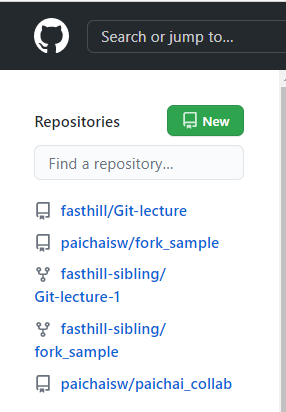 Search or jump to...
Repositories
New
Find a repository...
fasthill/Git-lecture
paichaisw/fork_sample
fasthill-sibling/
Git-lecture-1
fasthill-sibling/
fork_sample
paichaisw/paichai_collab